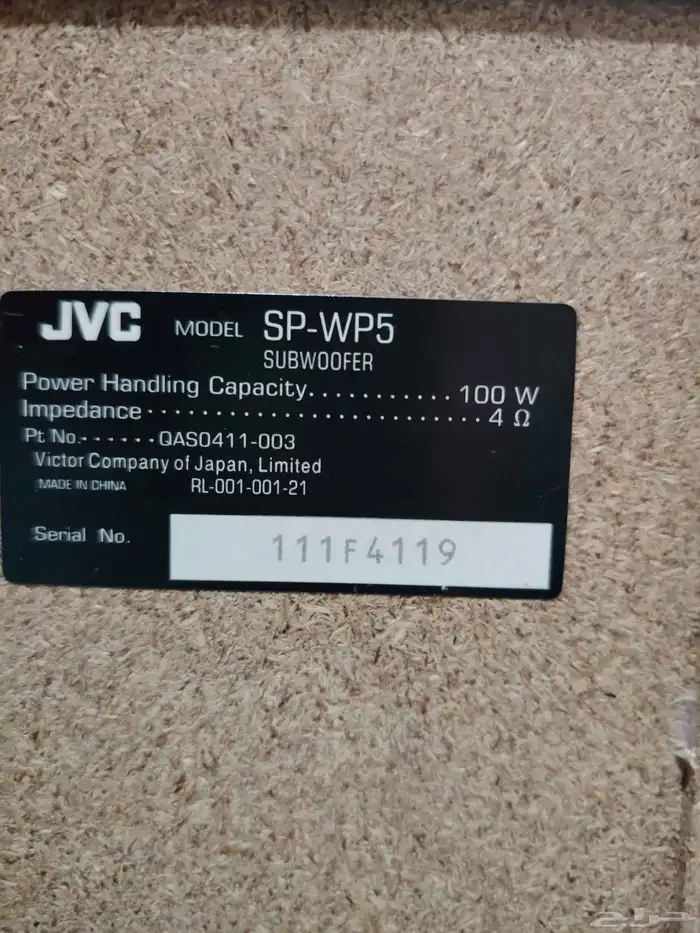 JVC MODEL SP-WP5
SUBWOOFER
Power Handling Capacity........... 100 W
Impedance·························4 Ω
Pt No.······QAS0411-003
Victor Company of Japan, Limited
MADE IN CHINA RL-001-001-21
Serial No. 111F4119
حراج